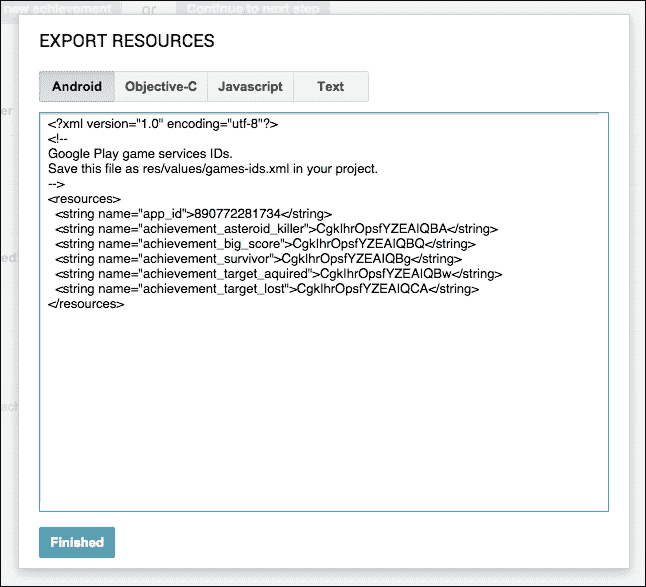 new achievement or Continue to next step
EXPORT RESOURCES
Android Objective-C Javascript Text
<?xml version="1.0" encoding="utf-8"?>
<!--
Google Play game services IDs.
Save this file as res/values/games-ids.xml in your project.
-->
<resources>
<string name="app_id">890772281734</string>
<string name="achievement_asteroid_killer">CgkIhrOpsfYZEAIQBA</string>
<string name="achievement_big_score">CgkIhrOpsfYZEAIQBQ</string>
<string name="achievement_survivor">CgkIhrOpsfYZEAIQBg</string>
<string name="achievement_target_aquired">CgkIhrOpsfYZEAIQBw</string>
<string name="achievement_target_lost">CgkIhrOpsfYZEAIQCA</string>
</resources>
Finished